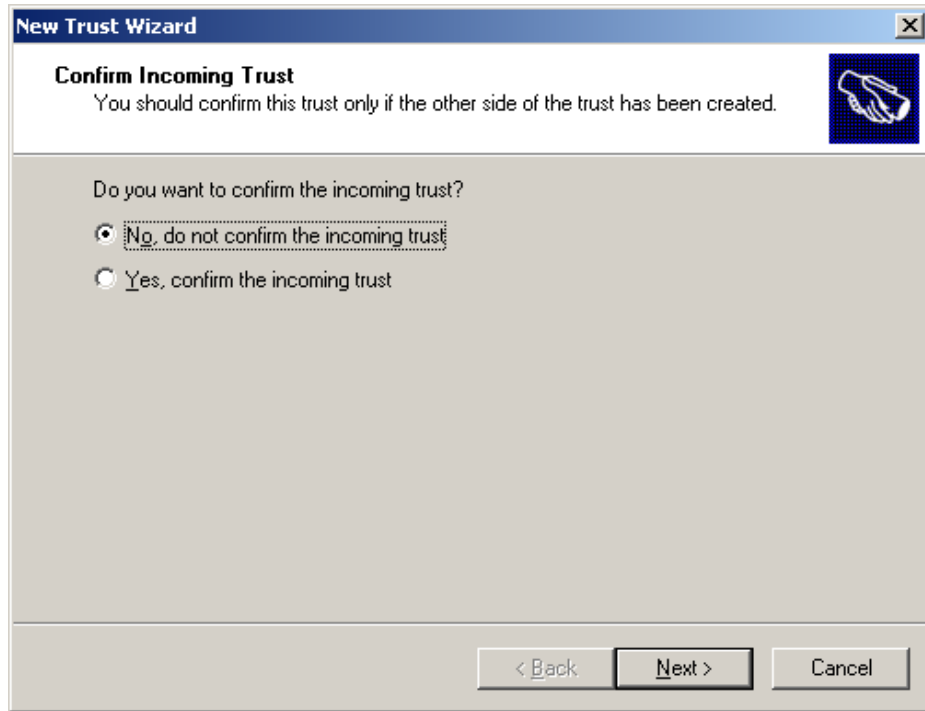 New Trust Wizard
Confirm Incoming Trust
You should confirm this trust only if the other side of the trust has been created.
Do you want to confirm the incoming trust?
No, do not confirm the incoming trust
Yes, confirm the incoming trust
< Back Next > Cancel